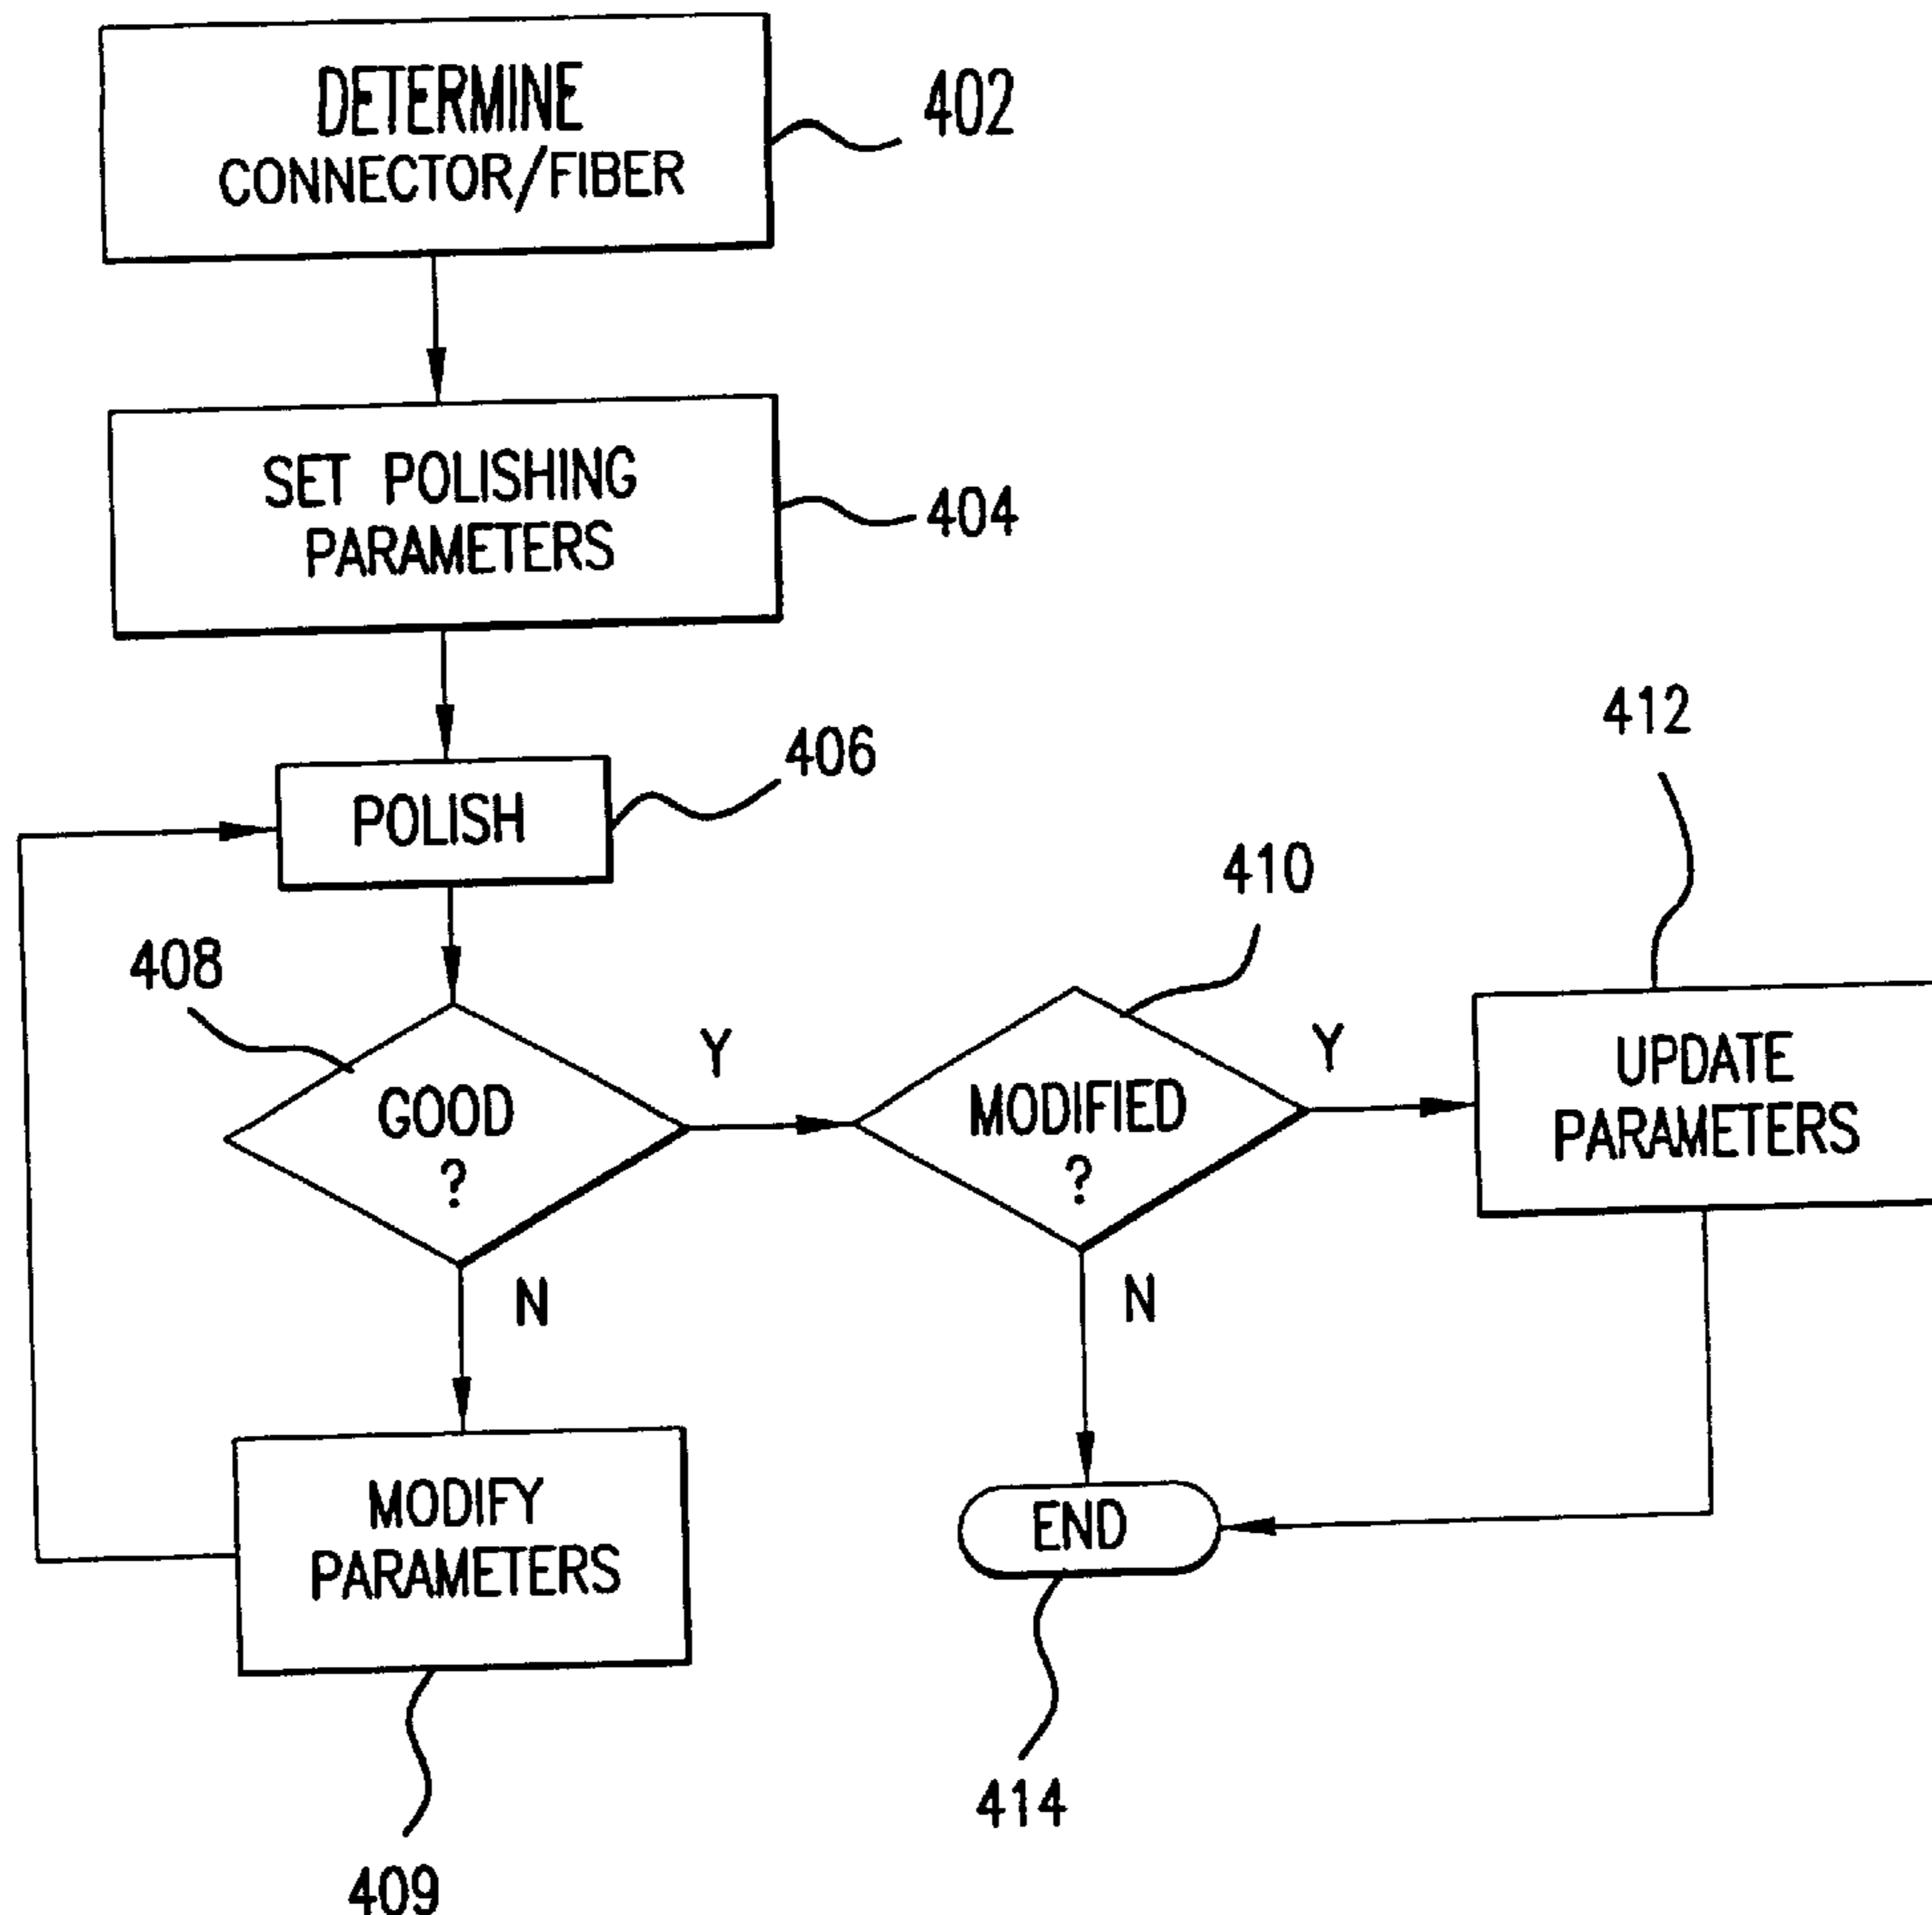 DETERMINE
CONNECTOR/FIBER
402
SET POLISHING
PARAMETERS
404
POLISH
406
408
GOOD
?
Y
N
410
MODIFIED
?
Y
N
412
UPDATE
PARAMETERS
MODIFY
PARAMETERS
409
END
414